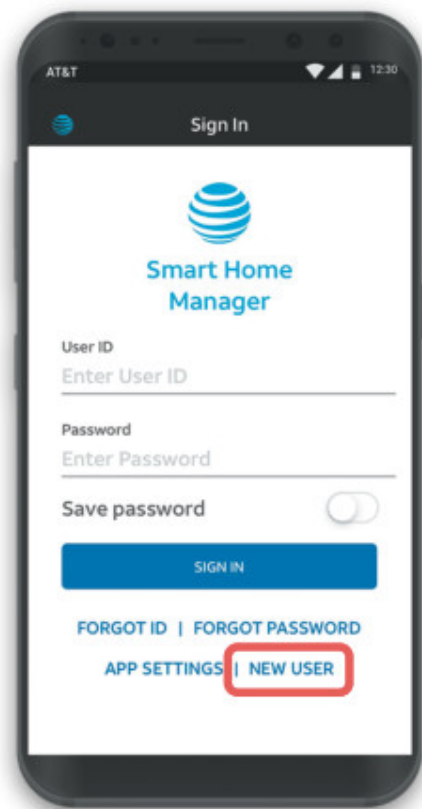 AT&T 12:30
Sign In
Smart Home
Manager
User ID
Enter User ID
Password
Enter Password
Save password
SIGN IN
FORGOT ID | FORGOT PASSWORD
APP SETTINGS | NEW USER